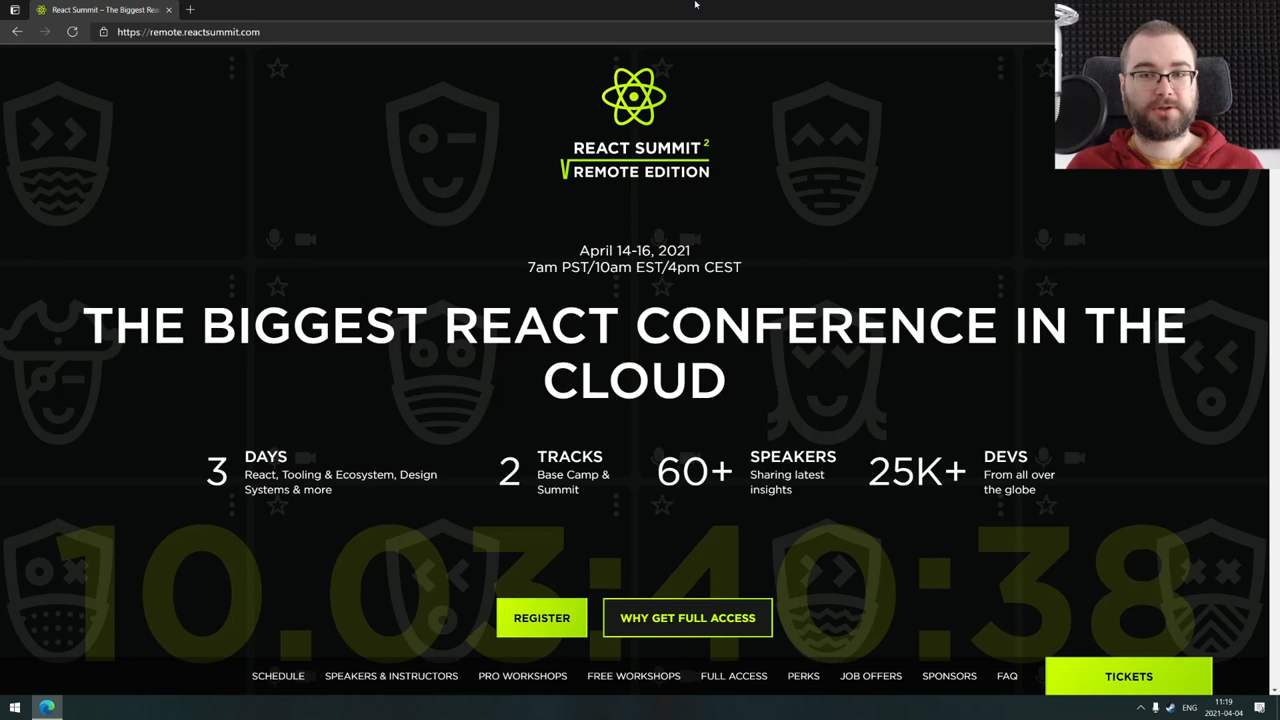 React Summit – The Biggest Rea
https://remote.reactsummit.com
REACT SUMMIT²
√REMOTE EDITION
April 14-16, 2021
7am PST/10am EST/4pm CEST
THE BIGGEST REACT CONFERENCE IN THE
CLOUD
3
DAYS
React, Tooling & Ecosystem, Design
Systems & more
2
TRACKS
Base Camp &
Summit
60+
SPEAKERS
Sharing latest
insights
25K+
DEVS
From all over
the globe
10.03:40:38
REGISTER
WHY GET FULL ACCESS
SCHEDULE SPEAKERS & INSTRUCTORS PRO WORKSHOPS FREE WORKSHOPS FULL ACCESS PERKS JOB OFFERS SPONSORS FAQ TICKETS
ENG
11:19
2021-04-04